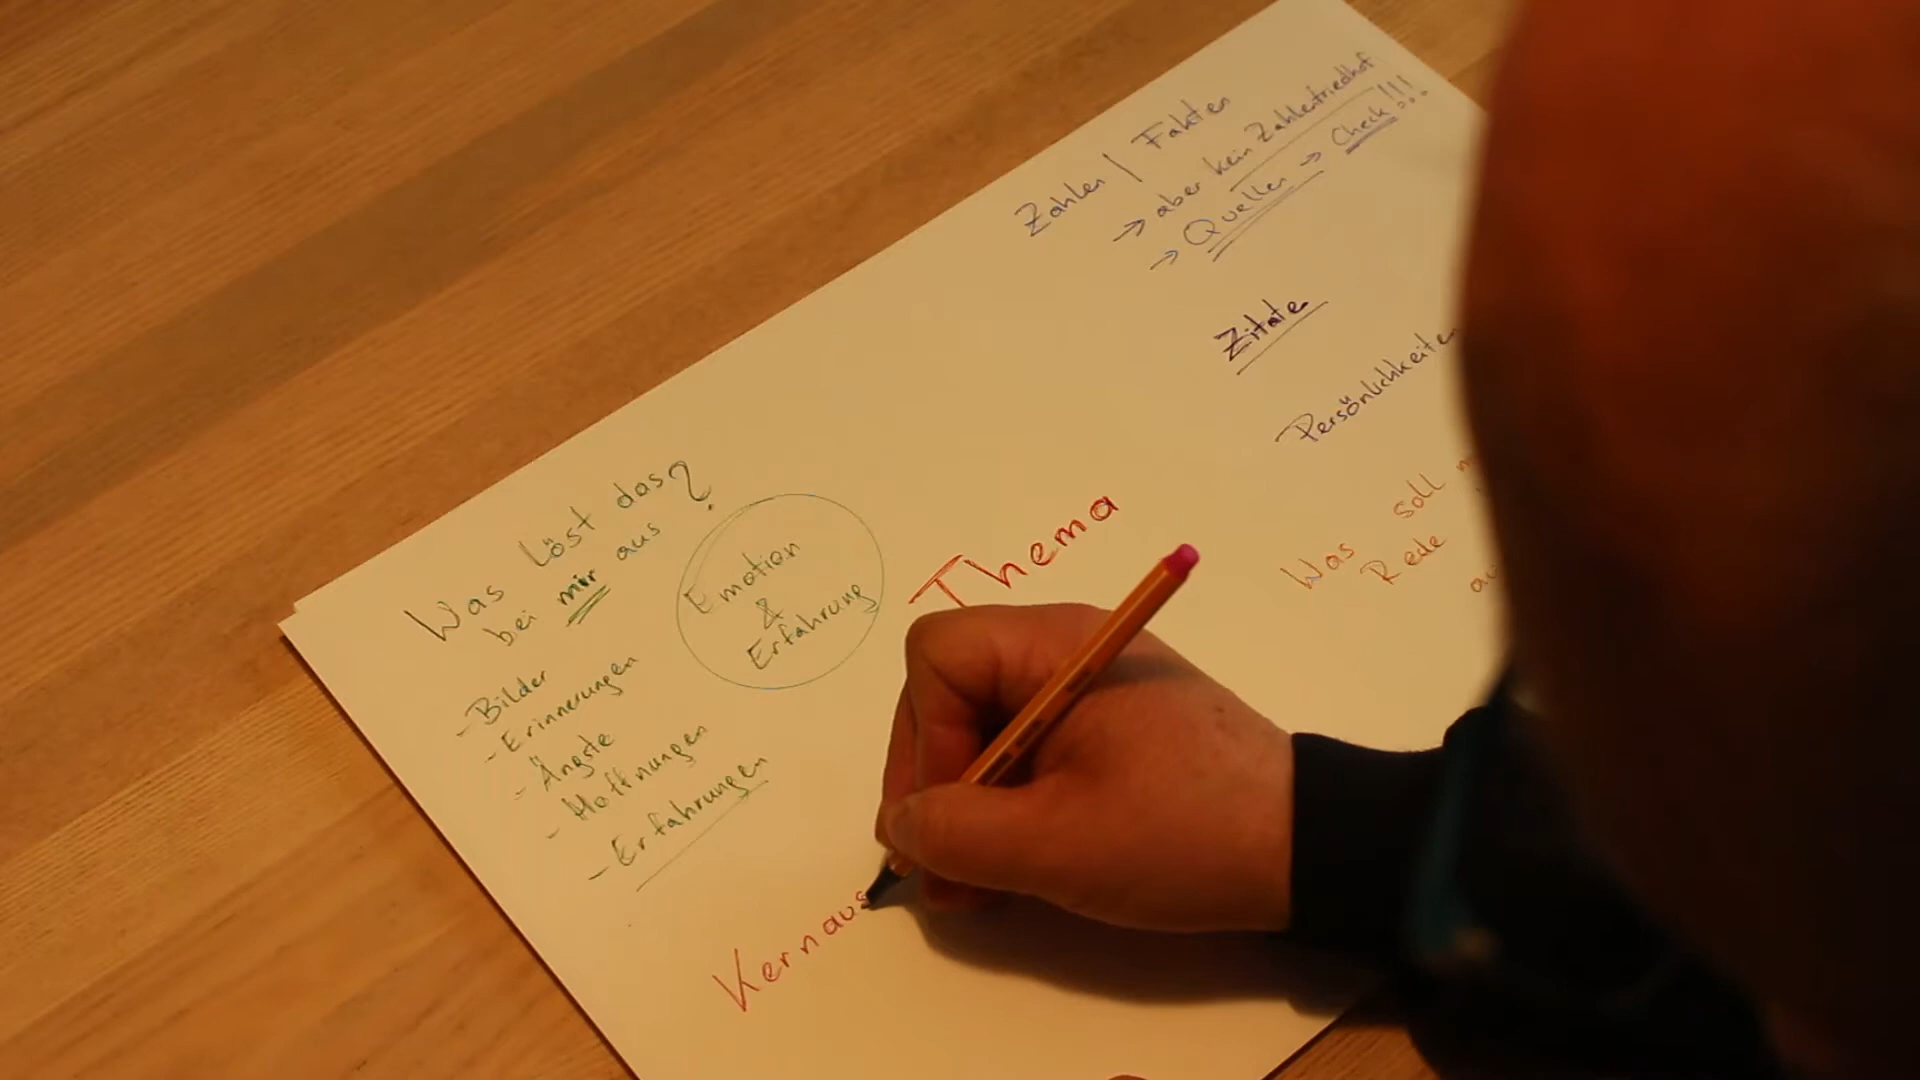 Zahlen | Fakten
→ aber kein Zahlenfriedhof
→ Quellen → Check!!!
Zitate
Persönlichkeiten
Was soll
Rede
Thema
Emotion
&
Erfahrung
Was löst das
bei mir aus?
- Bilder
- Erinnerungen
- Ängste
- Hoffnungen
- Erfahrungen
Kernaus